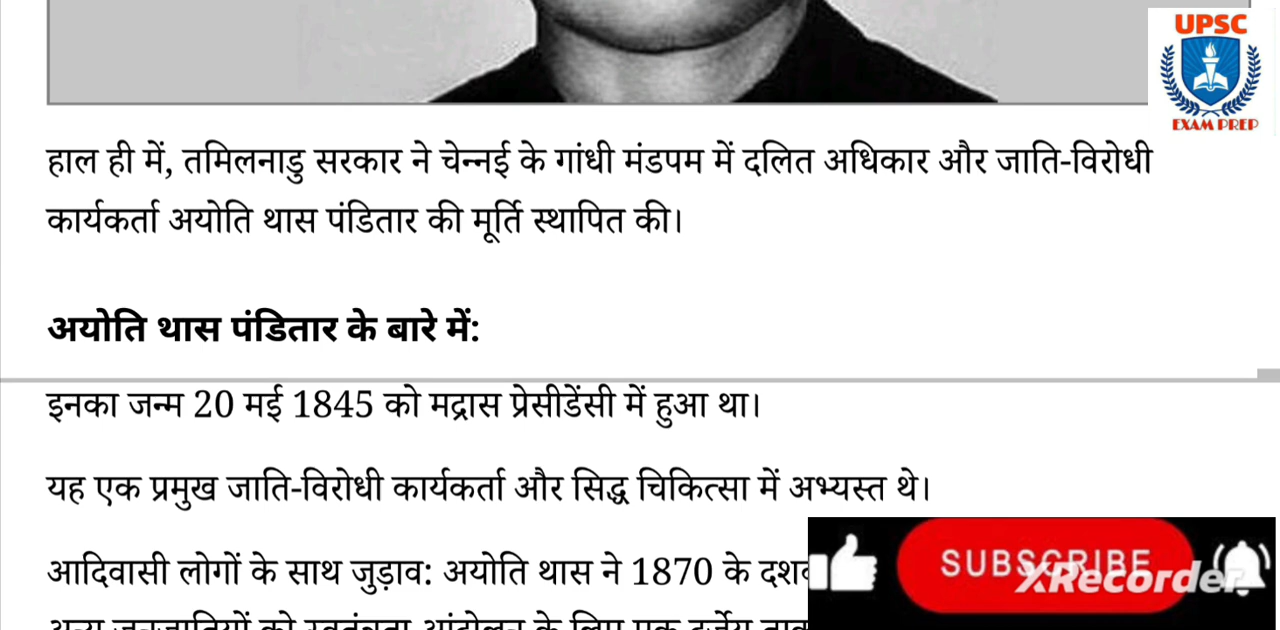 UPSC
EXAM PREP
हाल ही में, तमिलनाडु सरकार ने चेन्नई के गांधी मंडपम में दलित अधिकार और जाति-विरोधी
कार्यकर्ता अयोति थास पंडितार की मूर्ति स्थापित की।
अयोति थास पंडितार के बारे में:
इनका जन्म 20 मई 1845 को मद्रास प्रेसीडेंसी में हुआ था।
यह एक प्रमुख जाति-विरोधी कार्यकर्ता और सिद्ध चिकित्सा में अभ्यस्त थे।
आदिवासी लोगों के साथ जुड़ाव: अयोति थास ने 1870 के
SUBSCRIBE
XRecorder